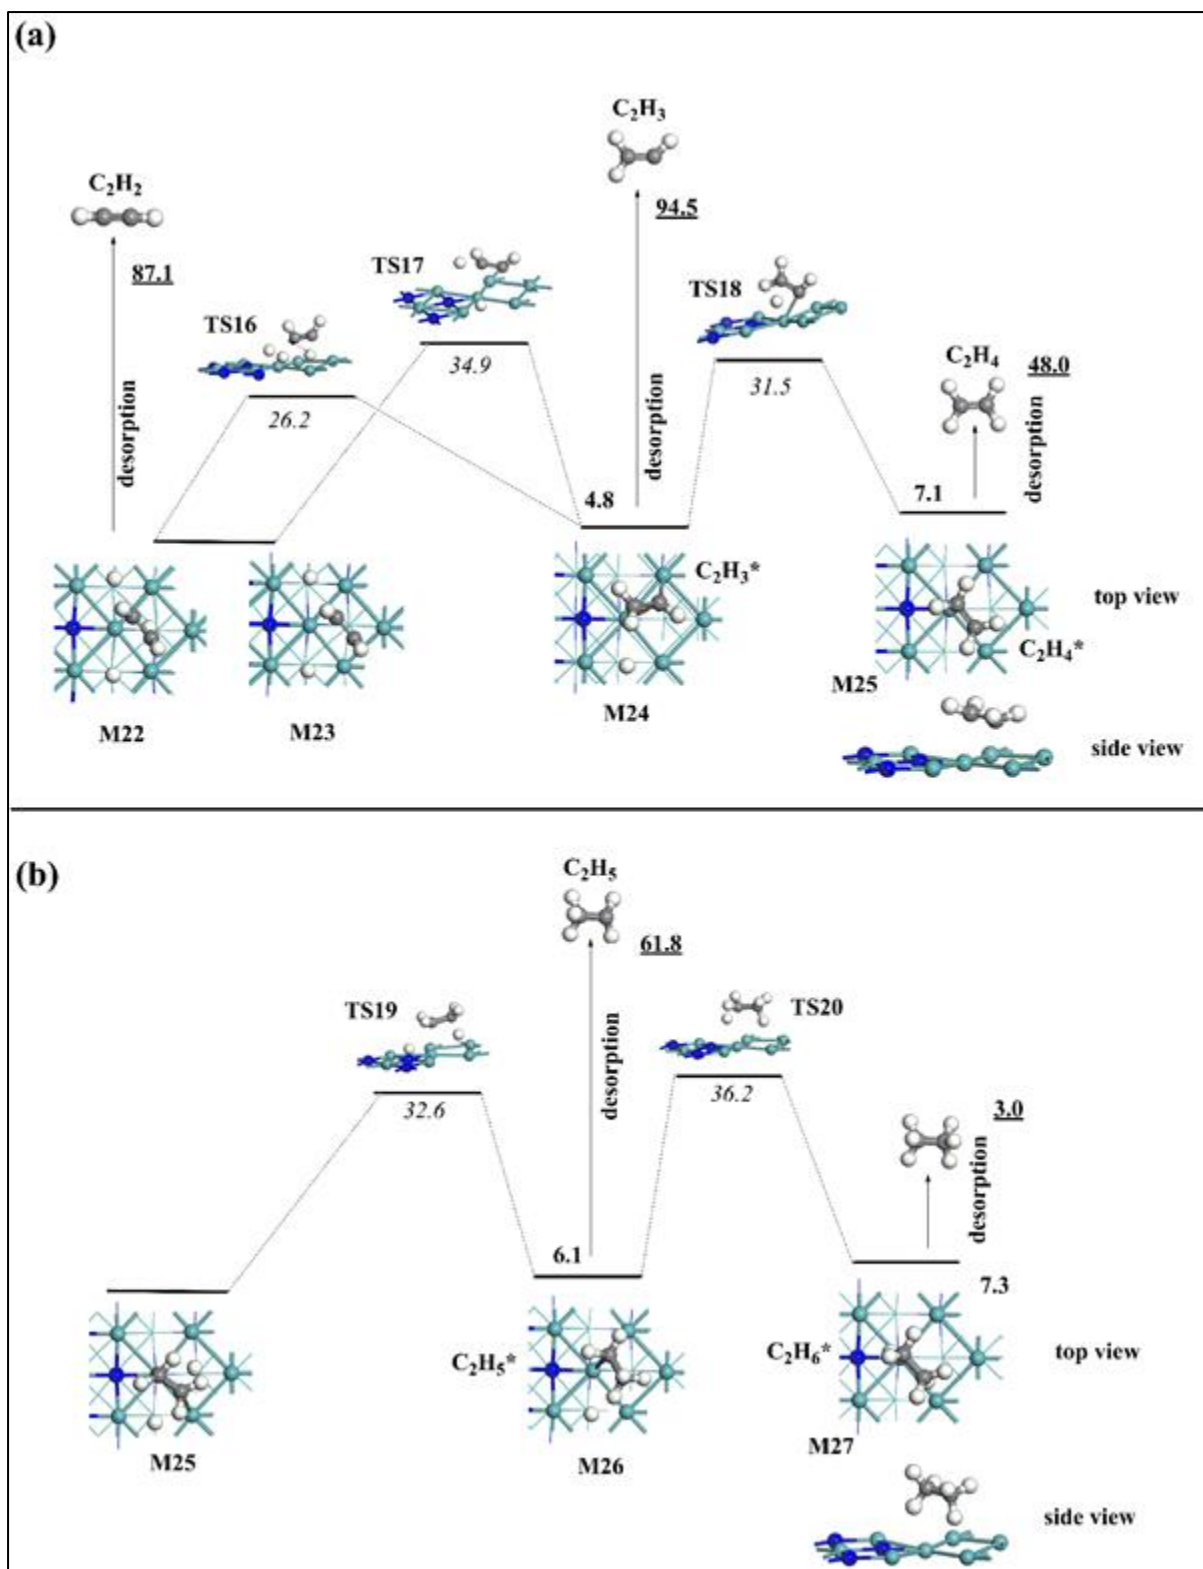 (a)
C₂H₃
C₂H₂
94.5
87.1
TS17
TS18
TS16
34.9
C₂H₄
48.0
31.5
26.2
desorption
desorption
desorption
4.8
7.1
C₂H₃*
top view
C₂H₄*
M22
M23
M24
M25
side view
(b)
C₂H₅
61.8
TS19
TS20
32.6
36.2
desorption
3.0
desorption
6.1
7.3
C₂H₅*
C₂H₆*
top view
M25
M26
M27
side view